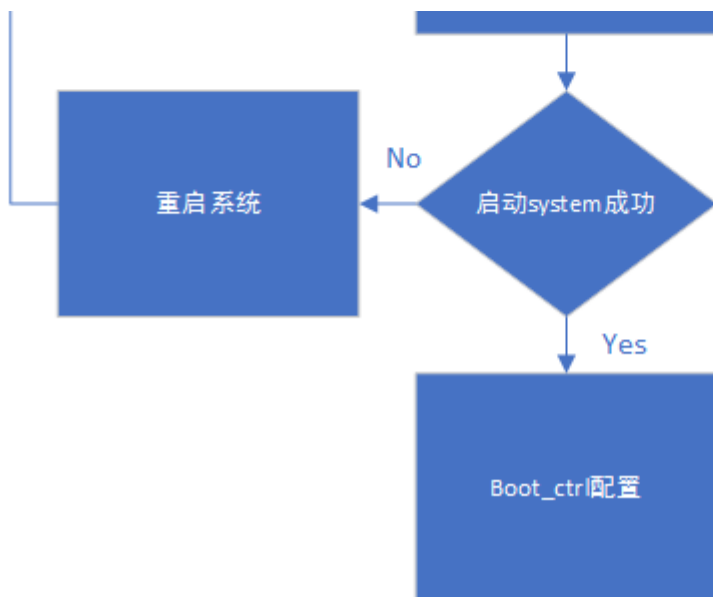 No
重启系统
启动system成功
Yes
Boot_ctrl配置